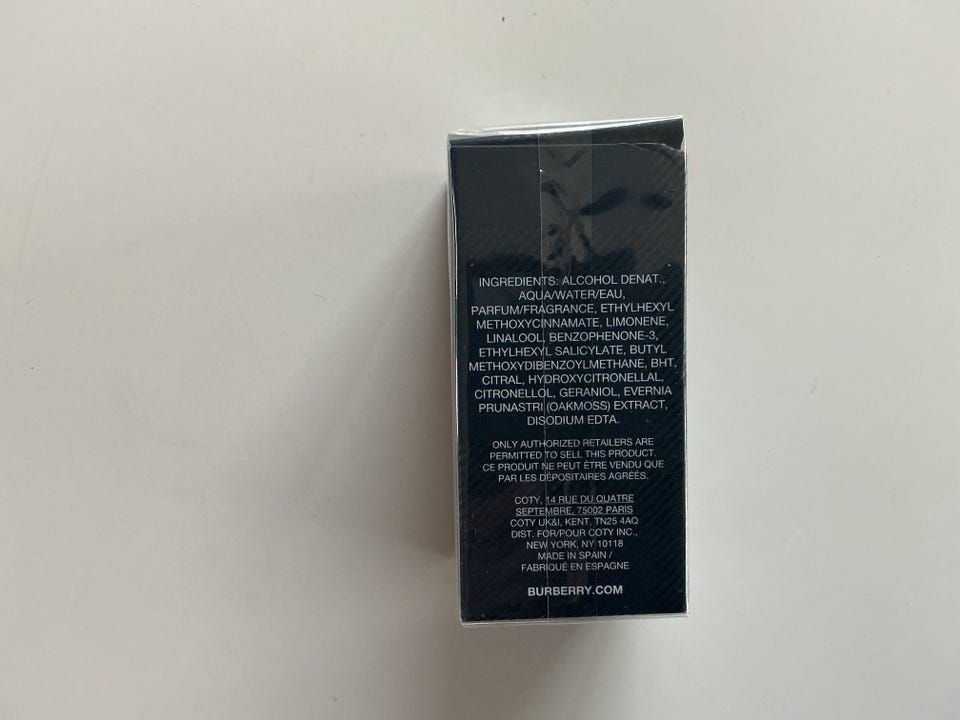 INGREDIENTS: ALCOHOL DENAT.,
AQUA/WATER/EAU,
PARFUM/FRAGRANCE, ETHYLHEXYL
METHOXYCINNAMATE, LIMONENE,
LINALOOL, BENZOPHENONE-3,
ETHYLHEXYL SALICYLATE, BUTYL
METHOXYDIBENZOYLMETHANE, BHT,
CITRAL, HYDROXYCITRONELLAL,
CITRONELLOL, GERANIOL, EVERNIA
PRUNASTRI (OAKMOSS) EXTRACT,
DISODIUM EDTA.
ONLY AUTHORIZED RETAILERS ARE
PERMITTED TO SELL THIS PRODUCT.
CE PRODUIT NE PEUT ÊTRE VENDU QUE
PAR LES DÉPOSITAIRES AGRÉÉS.
COTY, 14 RUE DU QUATRE
SEPTEMBRE, 75002 PARIS
COTY UK&I, KENT, TN25 4AQ
DIST. FOR/POUR COTY INC.,
NEW YORK, NY 10118
MADE IN SPAIN /
FABRIQUÉ EN ESPAGNE
BURBERRY.COM